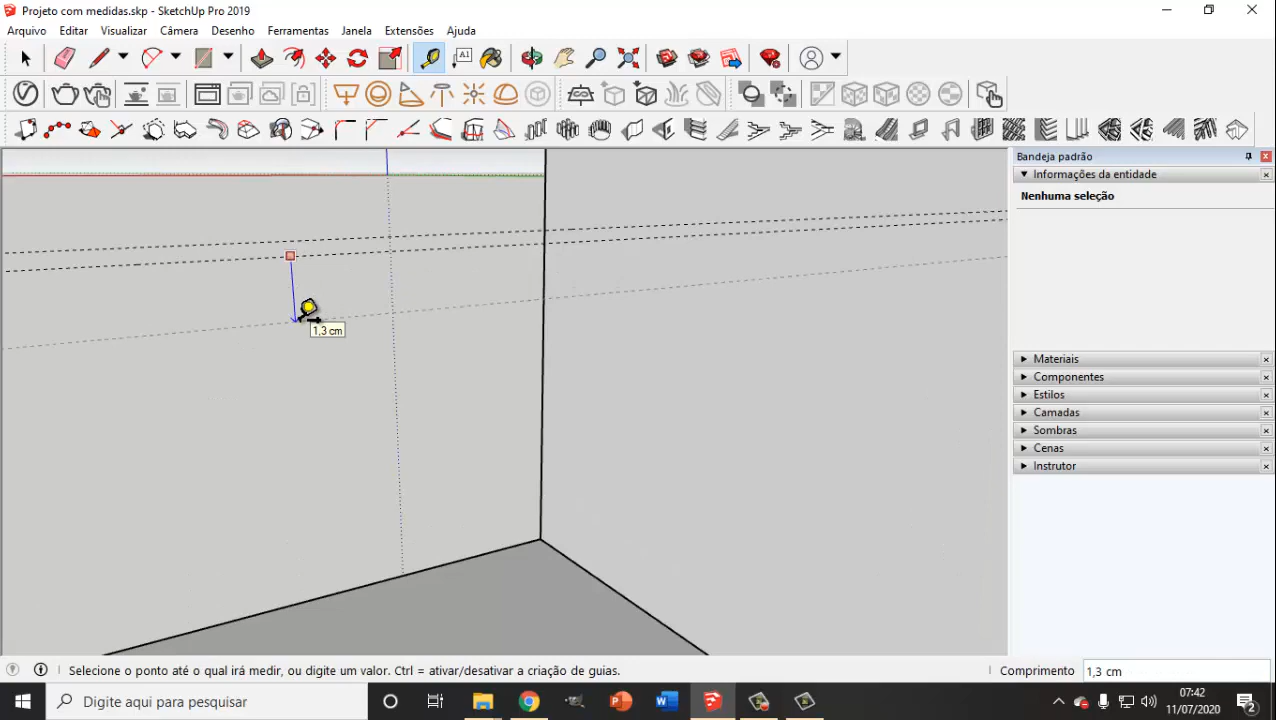 Projeto com medidas.skp - SketchUp Pro 2019
Arquivo Editar Visualizar Câmera Desenho Ferramentas Janela Extensões Ajuda
A1
Bandeja padrão
Informações da entidade
Nenhuma seleção
1,3 cm
Materiais
Componentes
Estilos
Camadas
Sombras
Cenas
Instrutor
Selecione o ponto até o qual irá medir, ou digite um valor. Ctrl = ativar/desativar a criação de guias.
Comprimento 1,3 cm
Digite aqui para pesquisar
07:42
11/07/2020
2